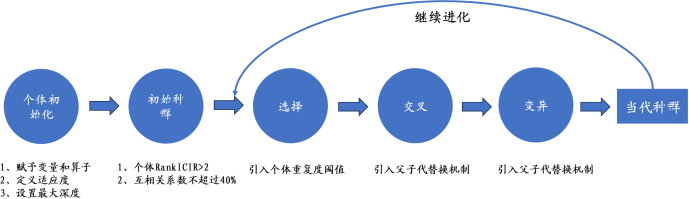 继续进化
个体初
始化
初始种
群
选择
交叉
变异
当代种群
1、赋予变量和算子
2、定义适应度
3、设置最大深度
1、个体RankICIR>2
2、互相关系数不超过40%
引入个体重复度阈值
引入父子代替换机制
引入父子代替换机制